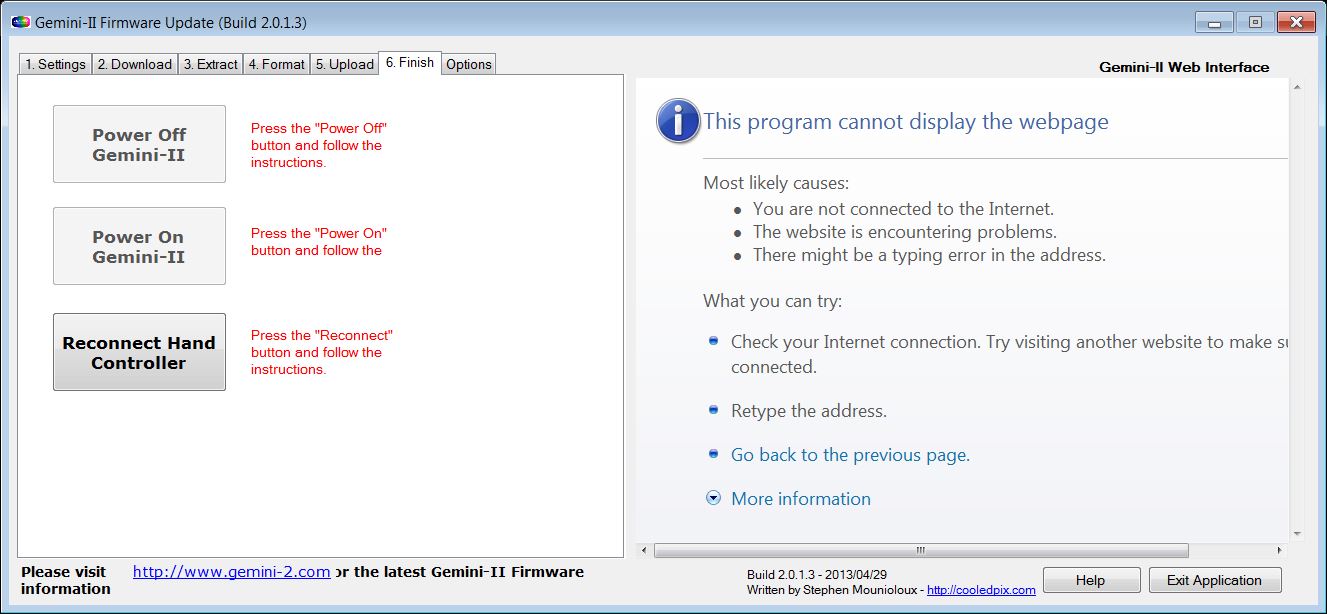 Gemini-II Firmware Update (Build 2.0.1.3)
1. Settings 2. Download 3. Extract 4. Format 5. Upload 6. Finish Options
Power Off
Gemini-II
Press the "Power Off"
button and follow the
instructions.
Power On
Gemini-II
Press the "Power On"
button and follow the
Reconnect Hand
Controller
Press the "Reconnect"
button and follow the
instructions.
Gemini-II Web Interface
This program cannot display the webpage
Most likely causes:
You are not connected to the Internet.
The website is encountering problems.
There might be a typing error in the address.
What you can try:
Check your Internet connection. Try visiting another website to make
connected.
Retype the address.
Go back to the previous page.
More information
Please visit http://www.gemini-2.com or the latest Gemini-II Firmware
information
Build 2.0.1.3 - 2013/04/29
Written by Stephen Mounioloux - http://cooledpix.com
Help
Exit Application